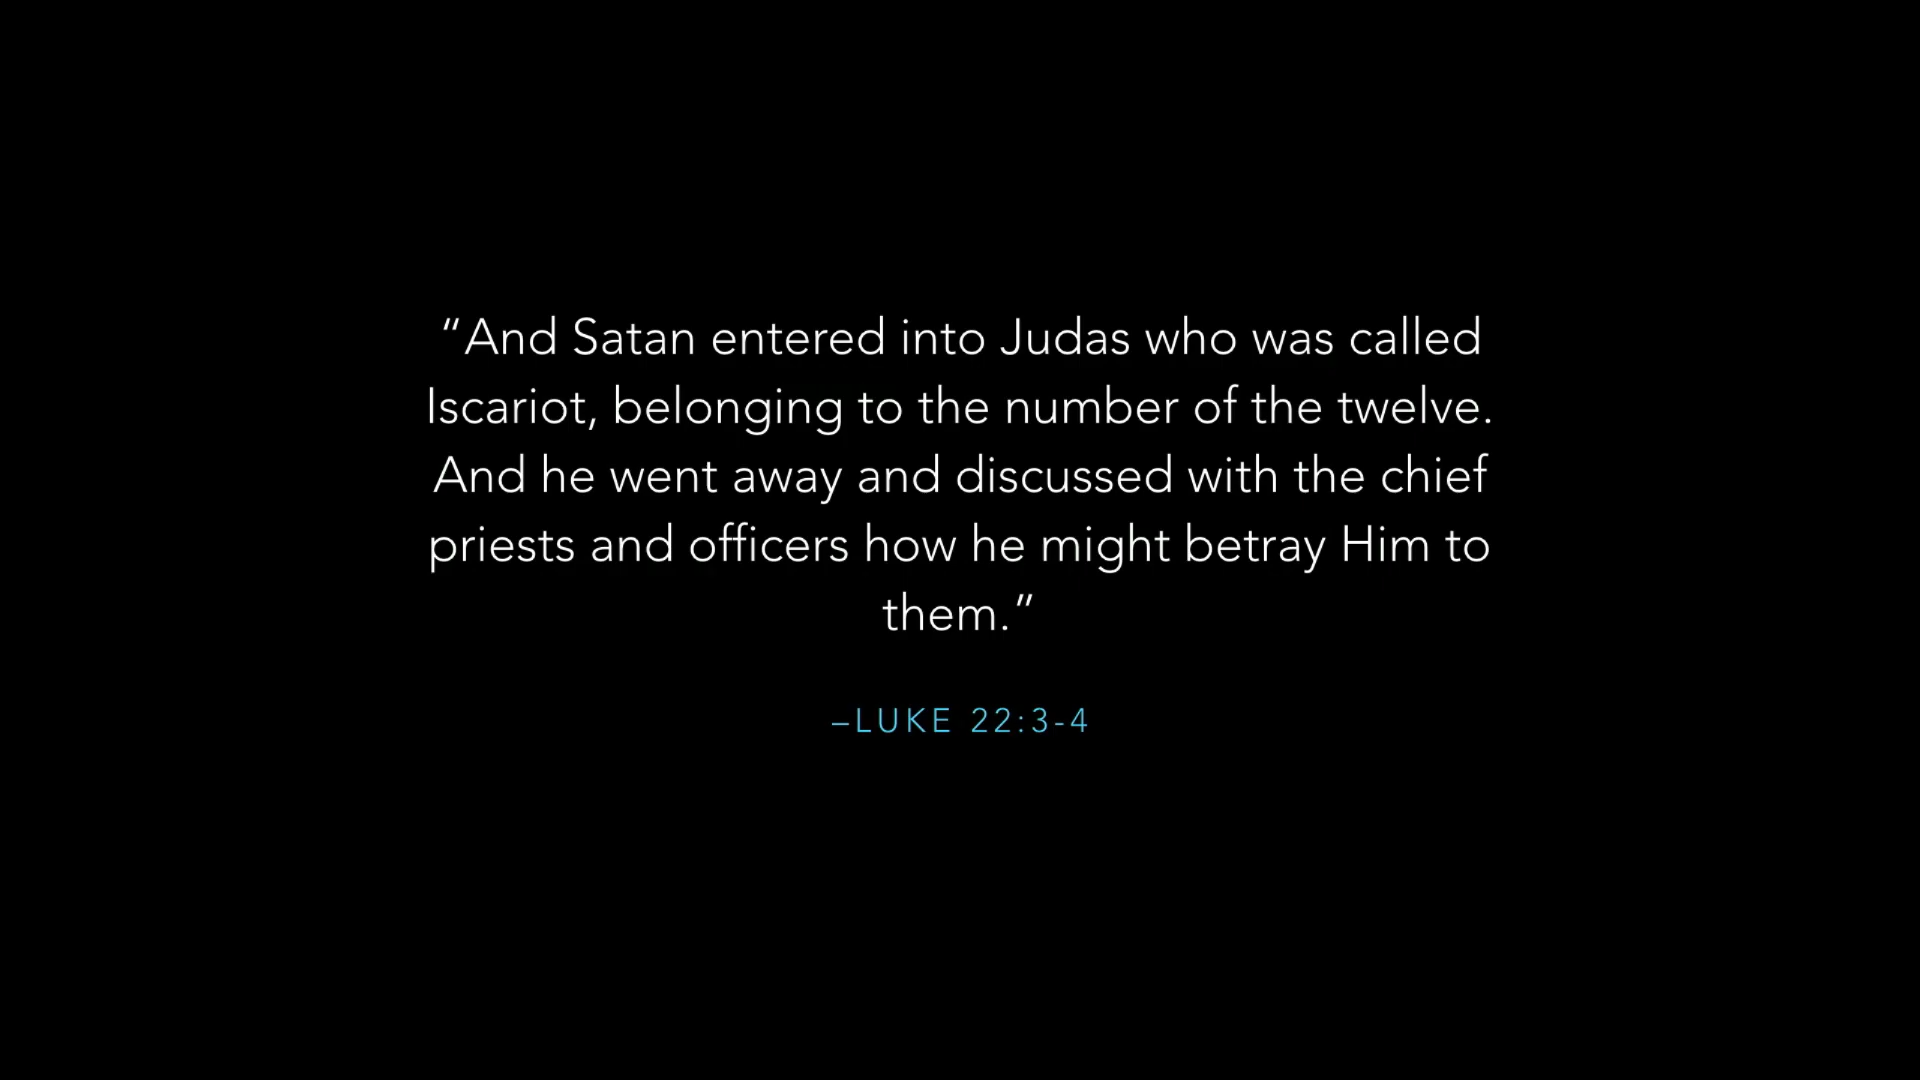 “And Satan entered into Judas who was called
Iscariot, belonging to the number of the twelve.
And he went away and discussed with the chief
priests and officers how he might betray Him to
them.”
–LUKE 22:3-4